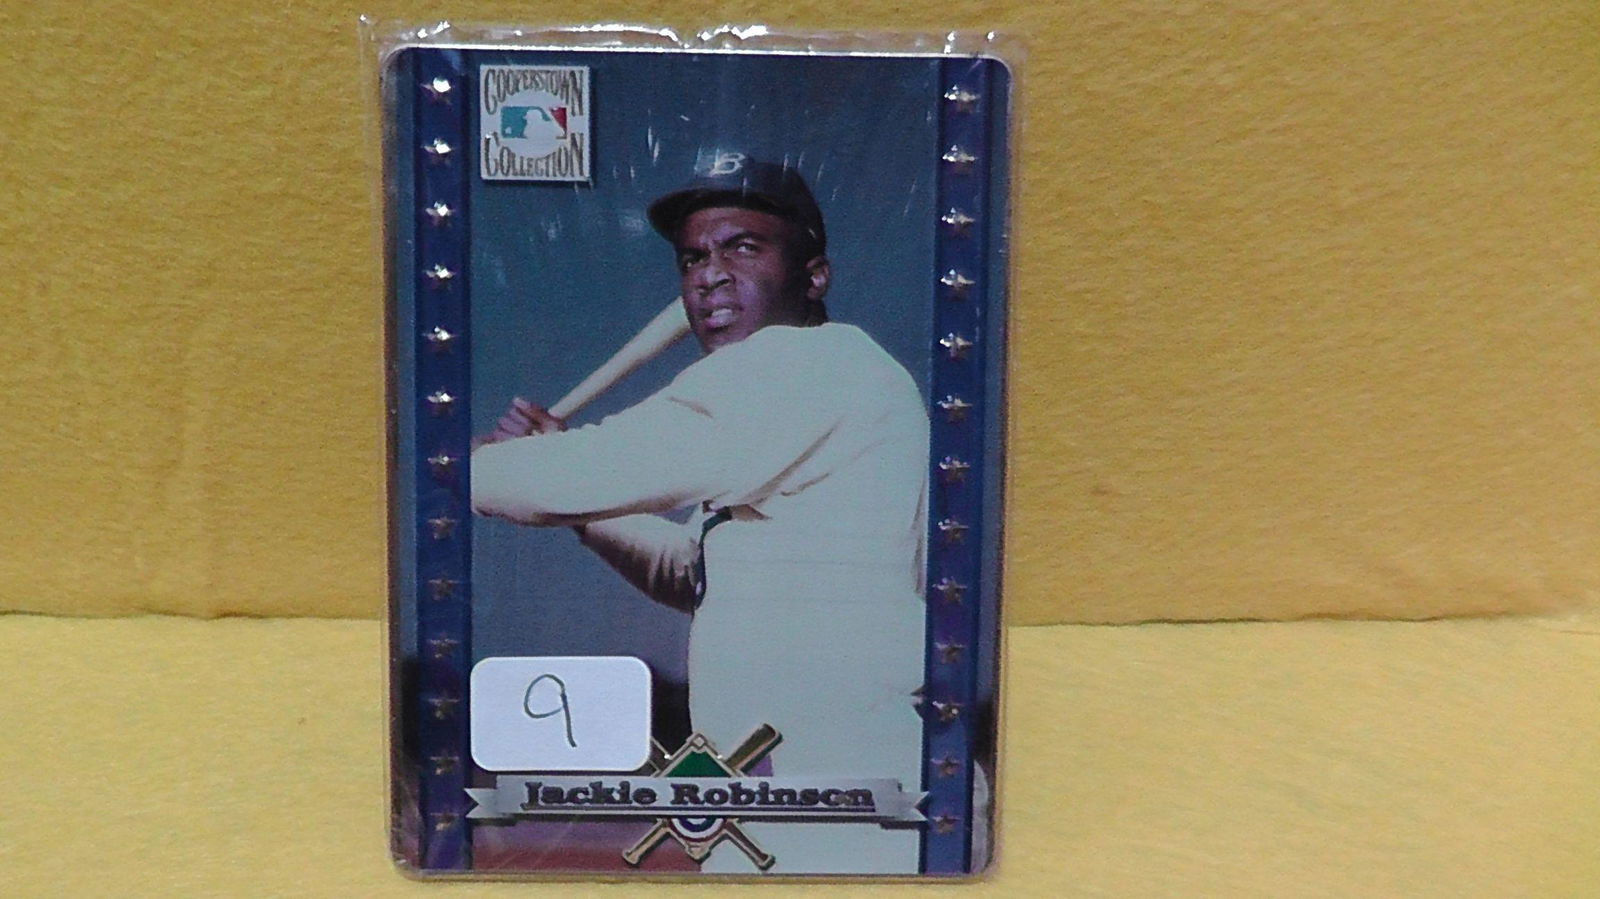 COOPERSTOWN
COLLECTION
B
9
Jackie Robinson